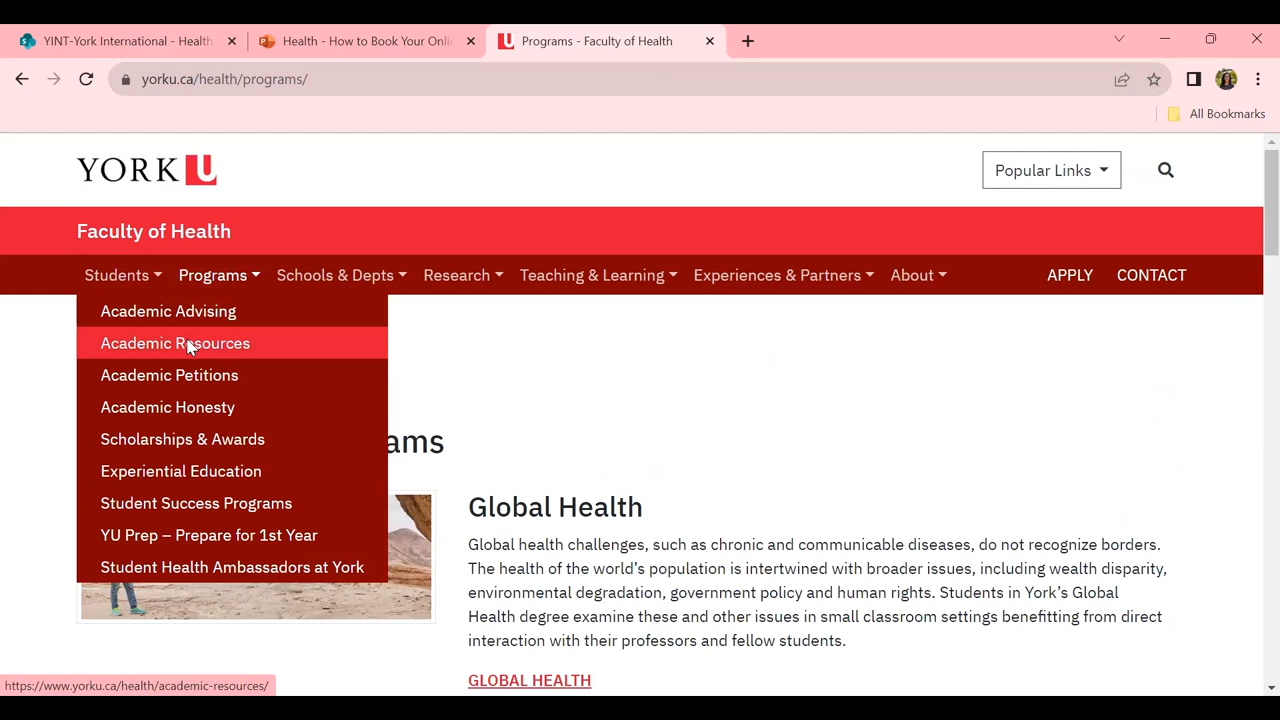 YINT-York International - Health
Health - How to Book Your Onli
Programs - Faculty of Health
yorku.ca/health/programs/
All Bookmarks
YORK U
Popular Links
Faculty of Health
Students
Programs
Schools & Depts
Research
Teaching & Learning
Experiences & Partners
About
APPLY
CONTACT
Academic Advising
Academic Resources
Academic Petitions
Academic Honesty
Scholarships & Awards
Experiential Education
Student Success Programs
YU Prep – Prepare for 1st Year
Student Health Ambassadors at York
ams
Global Health
Global health challenges, such as chronic and communicable diseases, do not recognize borders.
The health of the world's population is intertwined with broader issues, including wealth disparity,
environmental degradation, government policy and human rights. Students in York's Global
Health degree examine these and other issues in small classroom settings benefitting from direct
interaction with their professors and fellow students.
GLOBAL HEALTH
https://www.yorku.ca/health/academic-resources/